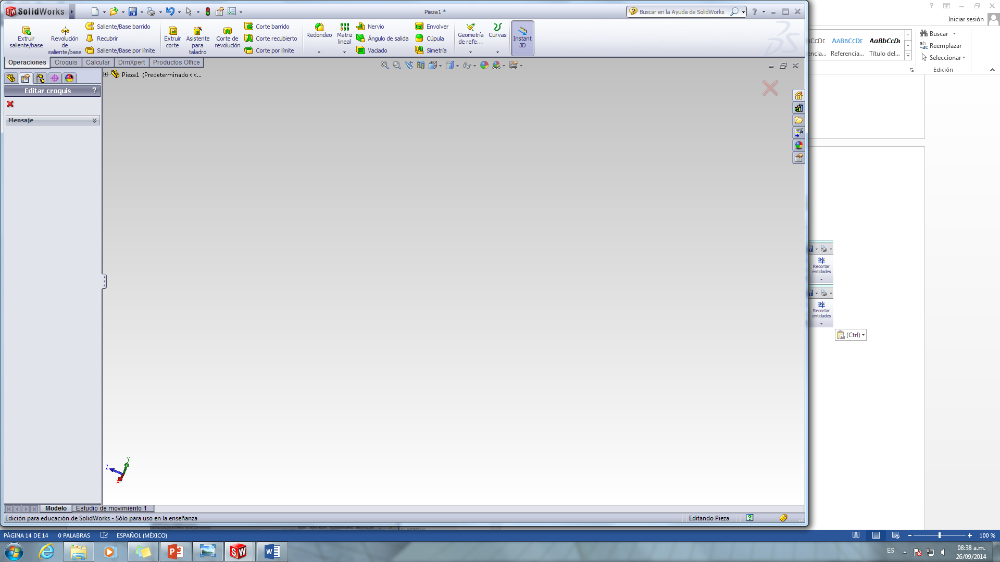 SolidWorks
Pieza1 *
Buscar en la Ayuda de SolidWorks
Extruir saliente/base
Revolución de saliente/base
Saliente/Base barrido
Recubrir
Saliente/Base por límite
Extruir corte
Asistente para taladro
Corte de revolución
Corte barrido
Corte recubierto
Corte por límite
Redondeo
Matriz lineal
Nervio
Ángulo de salida
Vaciado
Envolver
Cúpula
Simetría
Geometría de refe...
Curvas
Instant 3D
Operaciones
Croquis
Calcular
DimXpert
Productos Office
Pieza1 (Predeterminado<<...
Editar croquis
?
Mensaje
Z
Y
X
Modelo
Estudio de movimiento 1
Edición para educación de SolidWorks - Sólo para uso en la enseñanza
Editando Pieza
Iniciar sesión
AABBCCDE
AaBbCcDc
Referencia...
Título del...
Buscar
Reemplazar
Seleccionar
Edición
Recortar entidades
Recortar entidades
(Ctrl)
PÁGINA 14 DE 14
0 PALABRAS
ESPAÑOL (MÉXICO)
100 %
ES
08:38 a.m.
26/09/2014